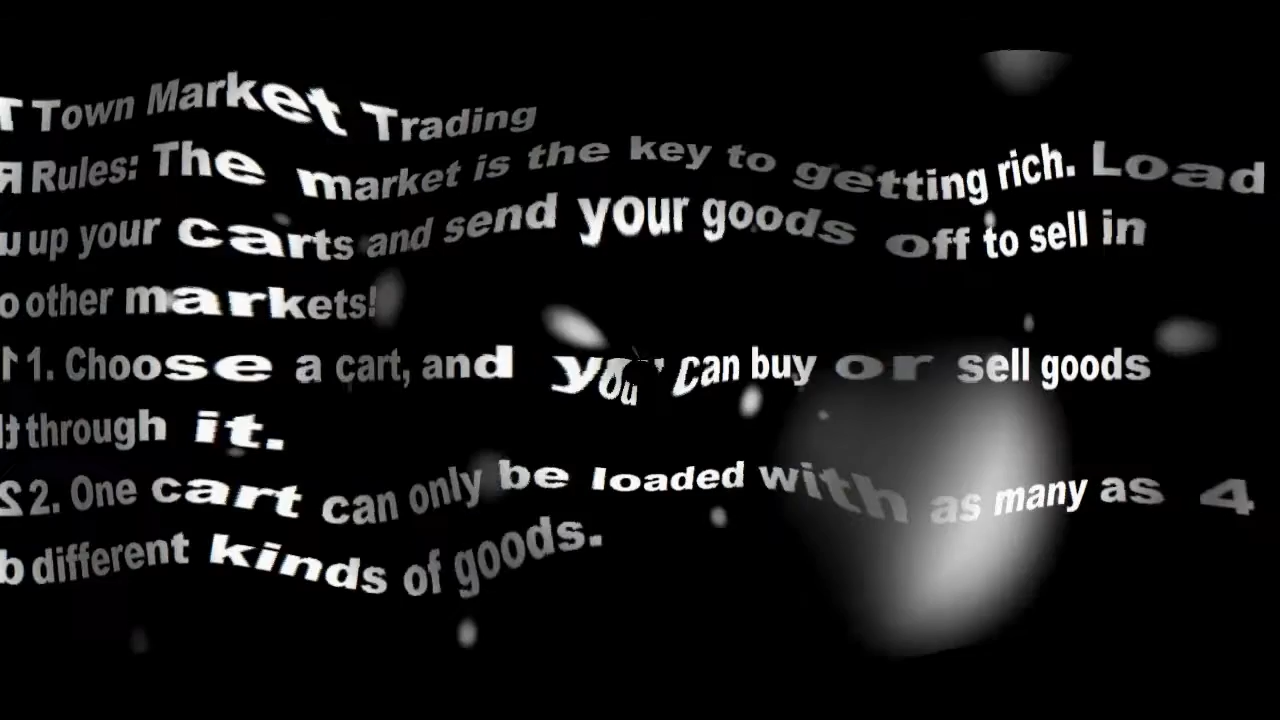 Town Market Trading
Rules: The market is the key to getting rich. Load
up your carts and send your goods off to sell in
other markets!
1. Choose a cart, and you can buy or sell goods
through it.
2. One cart can only be loaded with as many as 4
different kinds of goods.